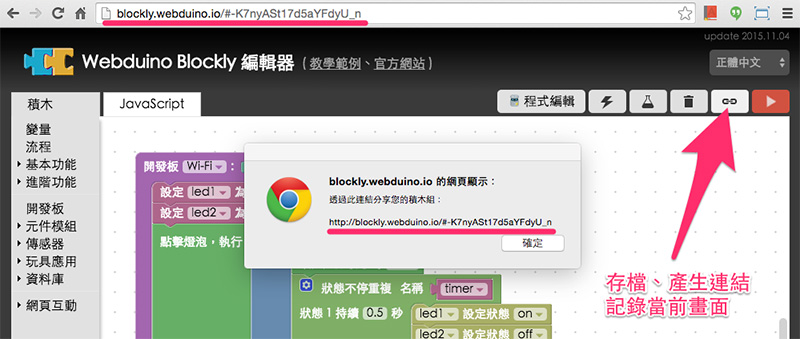 blockly.webduino.io/#-K7nyASt17d5aYFdyU_n
update 2015.11.04
Webduino Blockly 編輯器 ( 教學範例、官方網站 )
正體中文
積木
JavaScript
程式編輯
變量
流程
基本功能
進階功能
開發板
元件模組
傳感器
玩具應用
資料庫
網頁互動
開發板 Wi-Fi
設定 led1 為
設定 led2 為
點擊燈泡，執行
blockly.webduino.io 的網頁顯示：
透過此連結分享您的積木組：
http://blockly.webduino.io/#-K7nyASt17d5aYFdyU_n
確定
狀態不停重複 名稱 timer
狀態 1 持續 0.5 秒 led1 設定狀態 on
led2 設定狀態 off
存檔、產生連結
記錄當前畫面